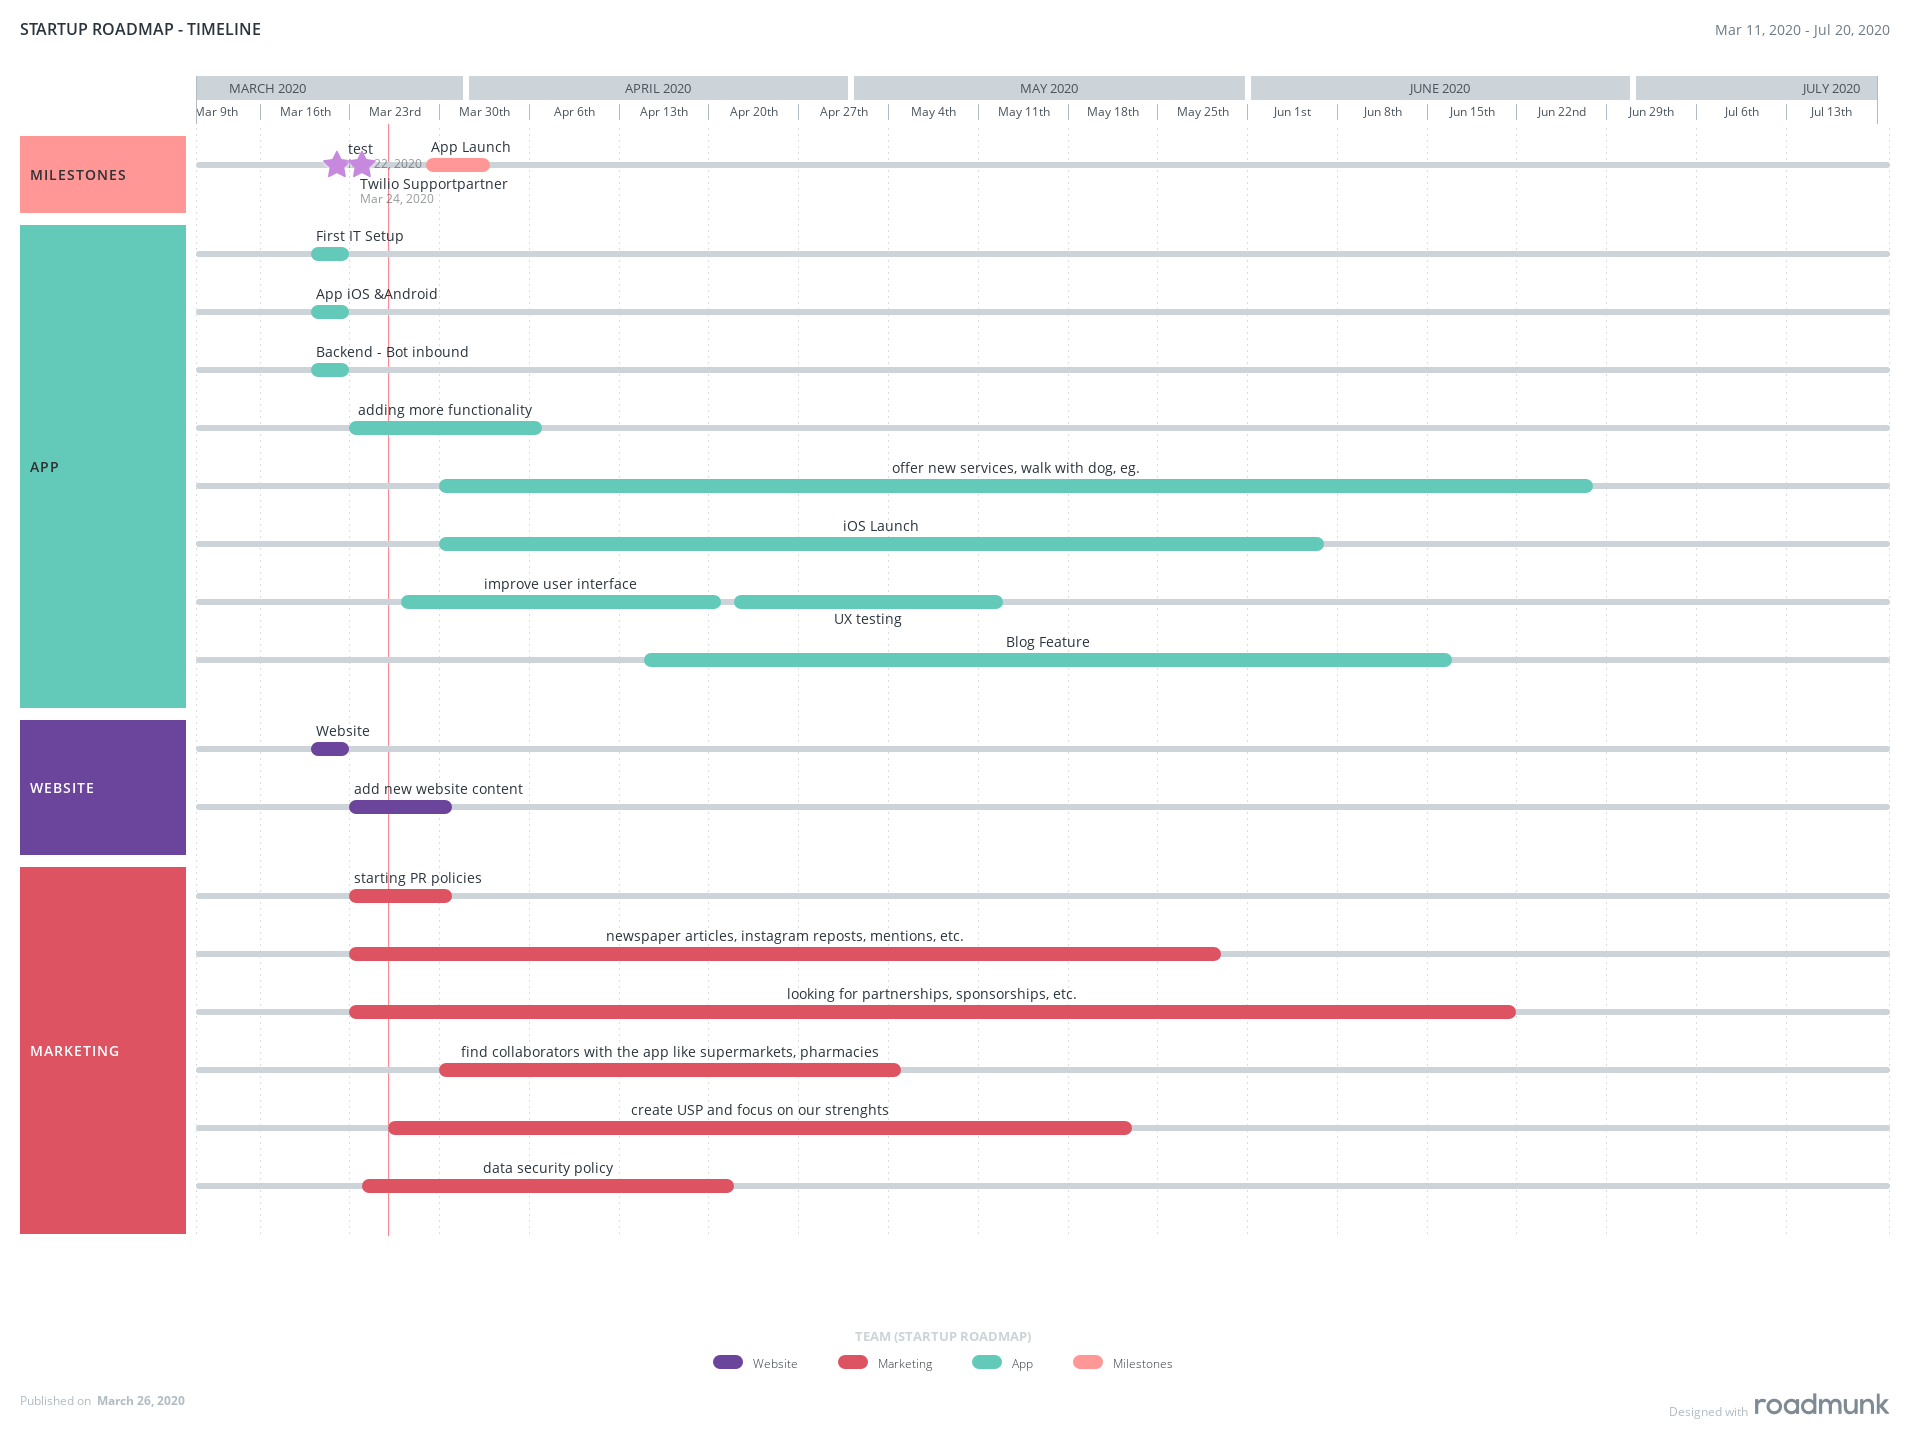 STARTUP ROADMAP - TIMELINE
Mar 11, 2020 - Jul 20, 2020
MARCH 2020 APRIL 2020 MAY 2020 JUNE 2020 JULY 2020
Mar 9th Mar 16th Mar 23rd Mar 30th Apr 6th Apr 13th Apr 20th Apr 27th May 4th May 11th May 18th May 25th Jun 1st Jun 8th Jun 15th Jun 22nd Jun 29th Jul 6th Jul 13th
MILESTONES
test
22, 2020
App Launch
Twilio Supportpartner
Mar 24, 2020
APP
First IT Setup
App iOS &Android
Backend - Bot inbound
adding more functionality
offer new services, walk with dog, eg.
iOS Launch
improve user interface
UX testing
Blog Feature
WEBSITE
Website
add new website content
MARKETING
starting PR policies
newspaper articles, instagram reposts, mentions, etc.
looking for partnerships, sponsorships, etc.
find collaborators with the app like supermarkets, pharmacies
create USP and focus on our strenghts
data security policy
TEAM (STARTUP ROADMAP)
Website Marketing App Milestones
Published on March 26, 2020
Designed with roadmunk